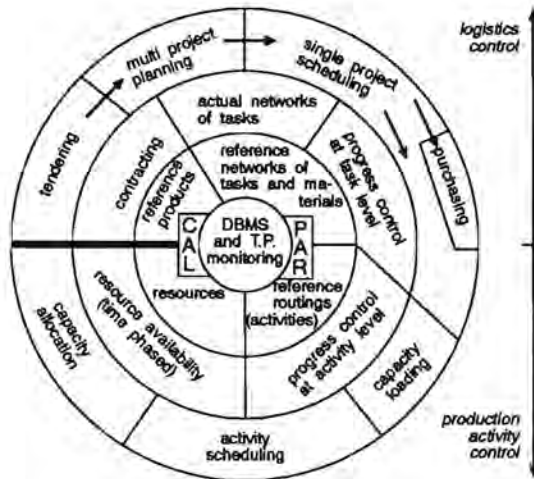 logistics
control
multi project
planning
single project
scheduling
tendering
purchasing
actual networks
of tasks
contracting
progress control
at task level
reference
products
reference
networks of
tasks and ma-
terials
CAL
DBMS
and T.P.
monitoring
PAR
resources
reference
routings
(activities)
resource availability
(time phased)
progress control
at activity level
capacity
allocation
capacity
loading
activity
scheduling
production
activity
control